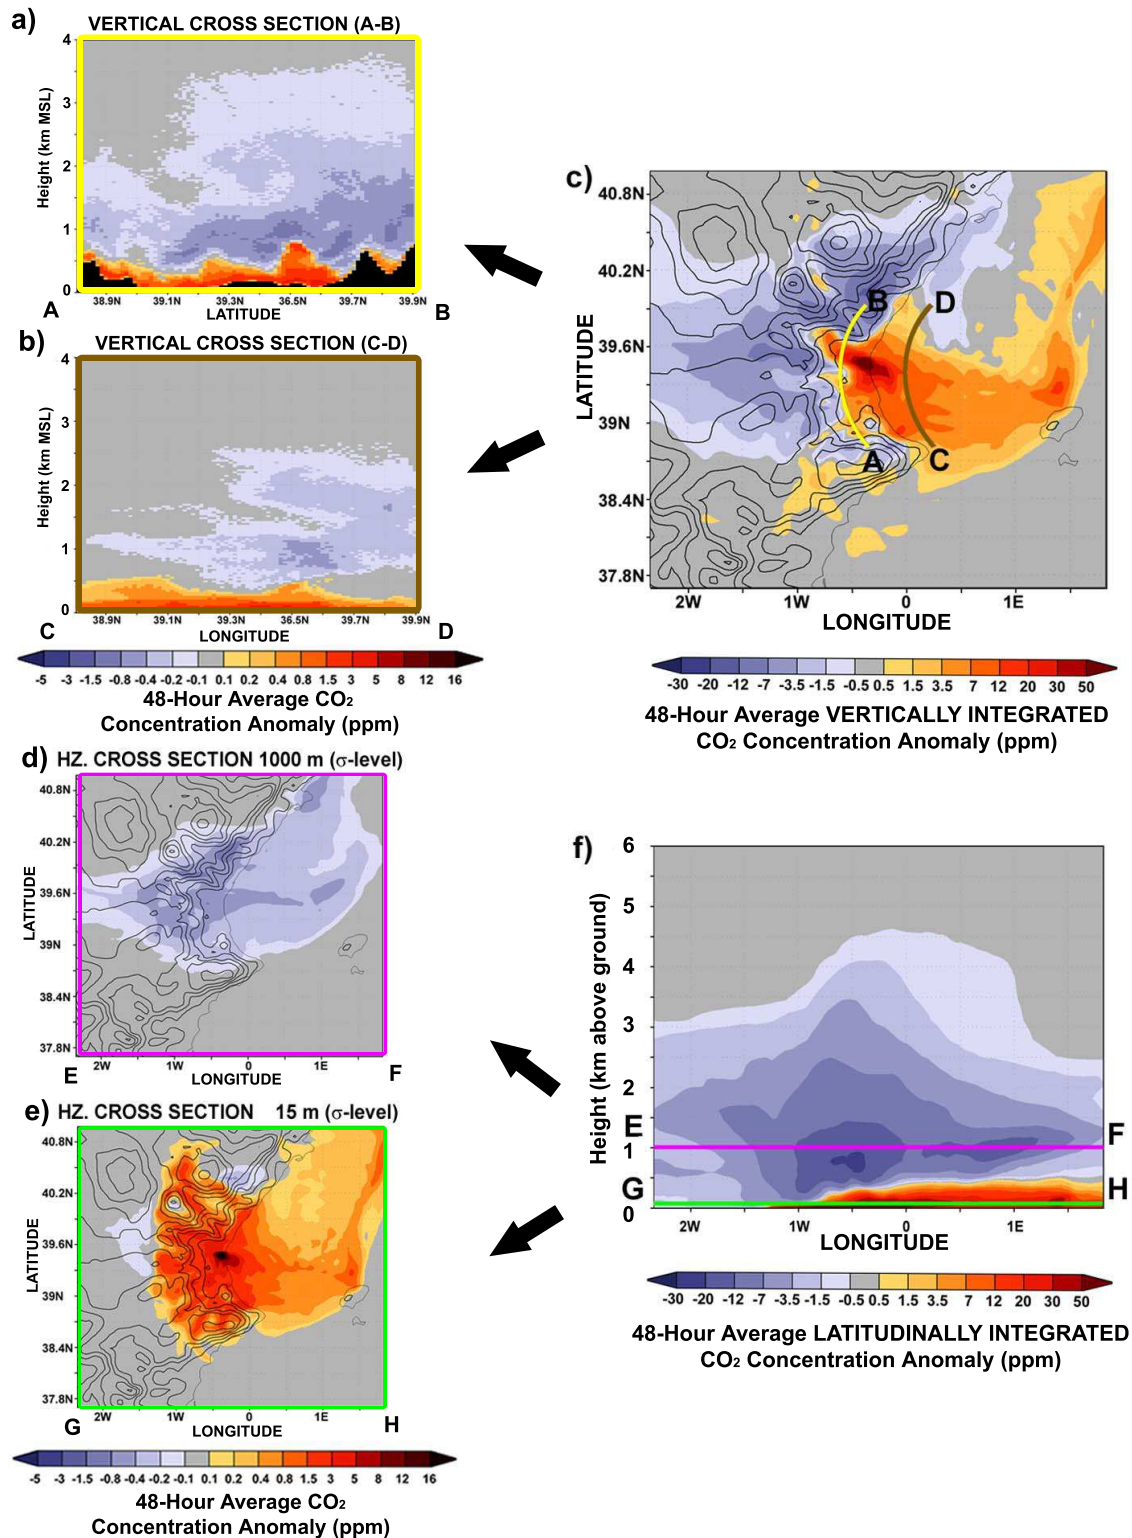 a)
VERTICAL CROSS SECTION (A-B)
4
3
2
1
0
Height (km MSL)
38.9N 39.1N 39.3N 36.5N 39.7N 39.9N
A LATITUDE B
b)
VERTICAL CROSS SECTION (C-D)
4
3
2
1
0
Height (km MSL)
38.9N 39.1N 39.3N 36.5N 39.7N 39.9N
C LONGITUDE D
-5 -3 -1.5 -0.8 -0.4 -0.2 -0.1 0.1 0.2 0.4 0.8 1.5 3 5 8 12 16
48-Hour Average CO2
Concentration Anomaly (ppm)
c)
40.8N
40.2N
39.6N
39N
38.4N
37.8N
LATITUDE
B D
A C
2W 1W 0 1E
LONGITUDE
-30 -20 -12 -7 -3.5 -1.5 -0.5 0.5 1.5 3.5 7 12 20 30 50
48-Hour Average VERTICALLY INTEGRATED
CO2 Concentration Anomaly (ppm)
d)
HZ. CROSS SECTION 1000 m (σ-level)
40.8N
40.2N
39.6N
39N
38.4N
37.8N
LATITUDE
2W 1W 0 1E
E LONGITUDE F
e)
HZ. CROSS SECTION 15 m (σ-level)
40.8N
40.2N
39.6N
39N
38.4N
37.8N
LATITUDE
2W 1W 0 1E
G LONGITUDE H
-5 -3 -1.5 -0.8 -0.4 -0.2 -0.1 0.1 0.2 0.4 0.8 1.5 3 5 8 12 16
48-Hour Average CO2
Concentration Anomaly (ppm)
f)
6
5
4
3
2
1
0
Height (km above ground)
E F
G H
2W 1W 0 1E
LONGITUDE
-30 -20 -12 -7 -3.5 -1.5 -0.5 0.5 1.5 3.5 7 12 20 30 50
48-Hour Average LATITUDINALLY INTEGRATED
CO2 Concentration Anomaly (ppm)